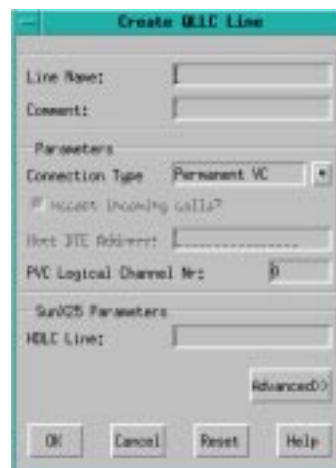 Create QLLC Line
Line Name:
Comment:
Parameters
Connection Type Permanent VC
Accept incoming calls?
Host DTE Address:
PVC Logical Channel Nr: 0
SunX25 Parameters
HDLC Line:
Advanced>>
OK Cancel Reset Help